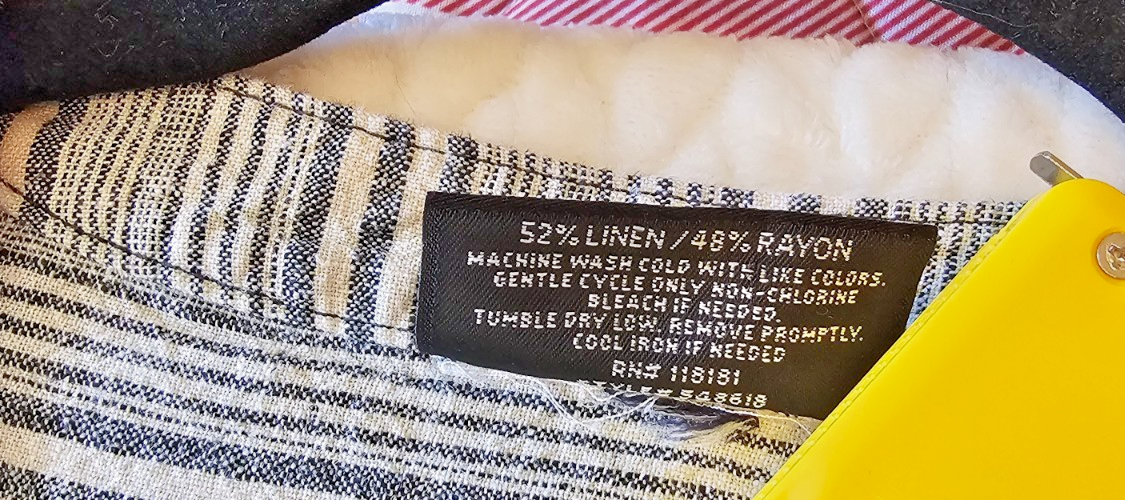 52% LINEN / 48% RAYON
MACHINE WASH COLD WITH LIKE COLORS.
GENTLE CYCLE ONLY NON-CHLORINE
BLEACH IF NEEDED.
TUMBLE DRY LOW. REMOVE PROMPTLY.
COOL IRON IF NEEDED
RN# 118181
STYLE#